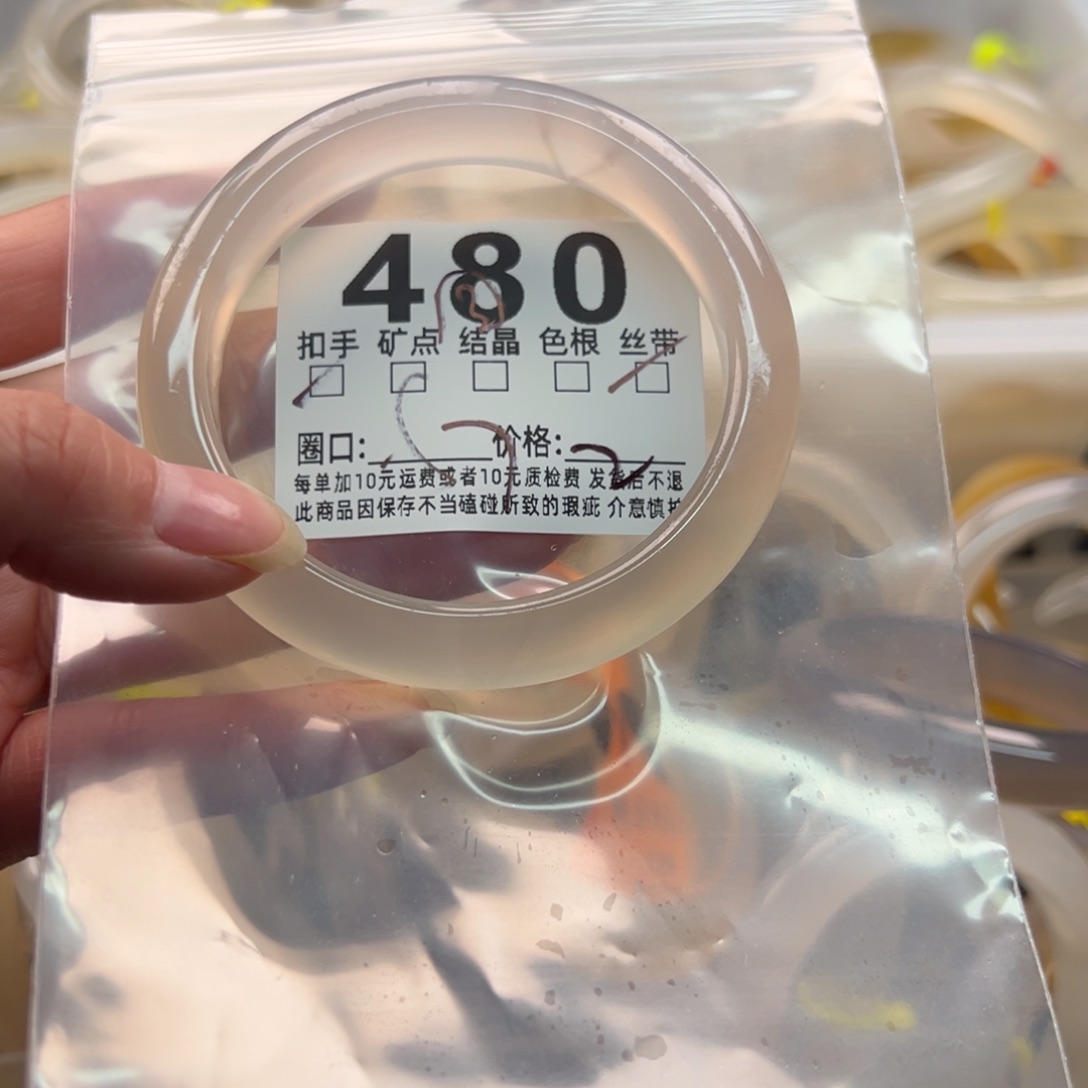 480
扣手 矿点 结晶 色根 丝带
圈口: 价格:
每单加10元运费或者10元质检费 发货后不退
此商品因保存不当磕碰所致的瑕疵 介意慎